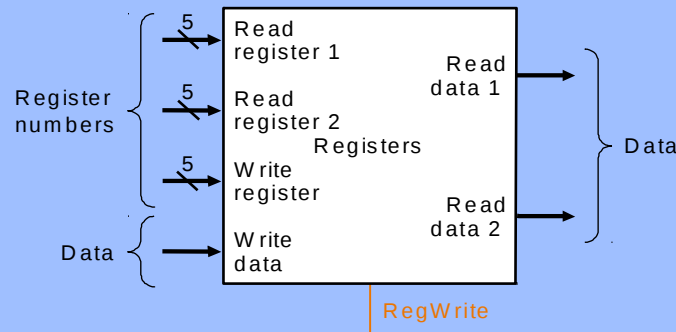 5
Read
register 1
5
Read
register 2
5
Write
register
Write
data
Register
numbers
Data
Registers
Read
data 1
Read
data 2
Data
RegWrite